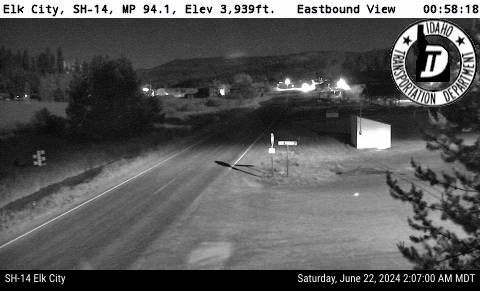 Elk City, SH-14, MP 94.1, Elev 3,939ft. Eastbound View 00:58:18
IDAHO
TRANSPORTATION DEPARTMENT
SH-14 Elk City Saturday, June 22, 2024 2:07:00 AM MDT